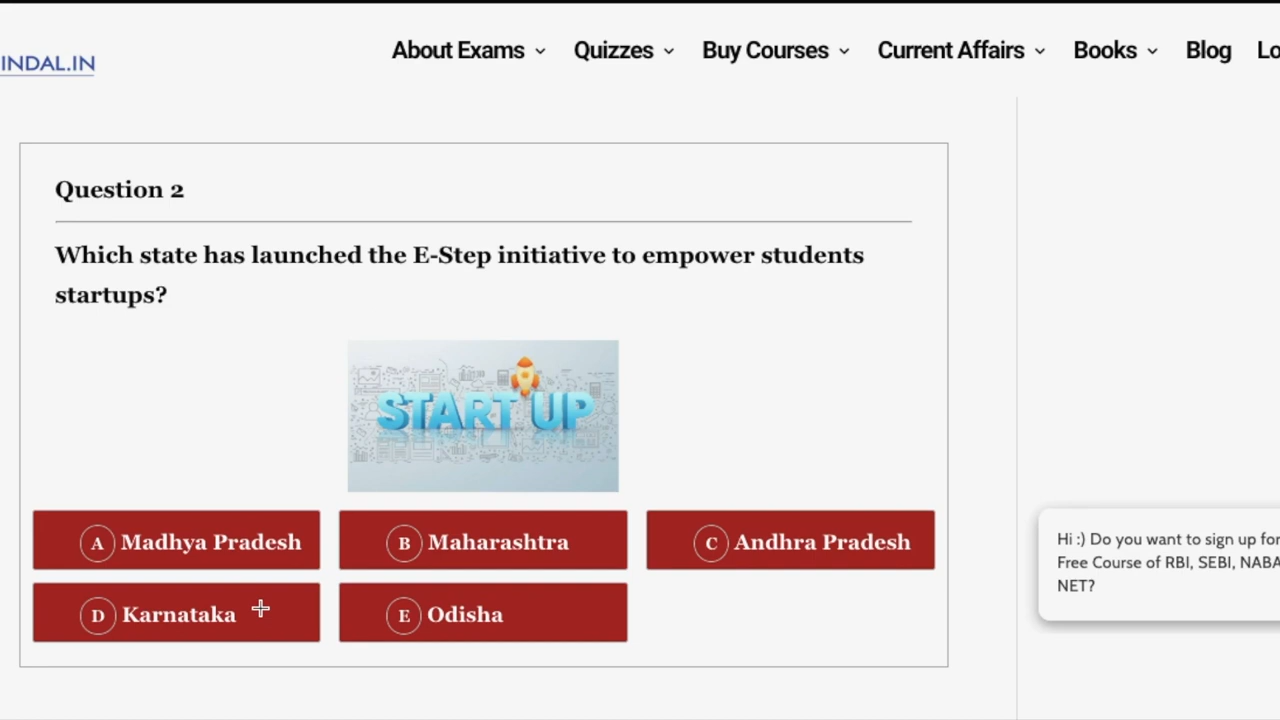 INDAL.IN
About Exams Quizzes Buy Courses Current Affairs Books Blog Lo
Question 2
Which state has launched the E-Step initiative to empower students
startups?
START UP
A Madhya Pradesh
B Maharashtra
C Andhra Pradesh
D Karnataka
E Odisha
Hi :) Do you want to sign up for
Free Course of RBI, SEBI, NABA
NET?